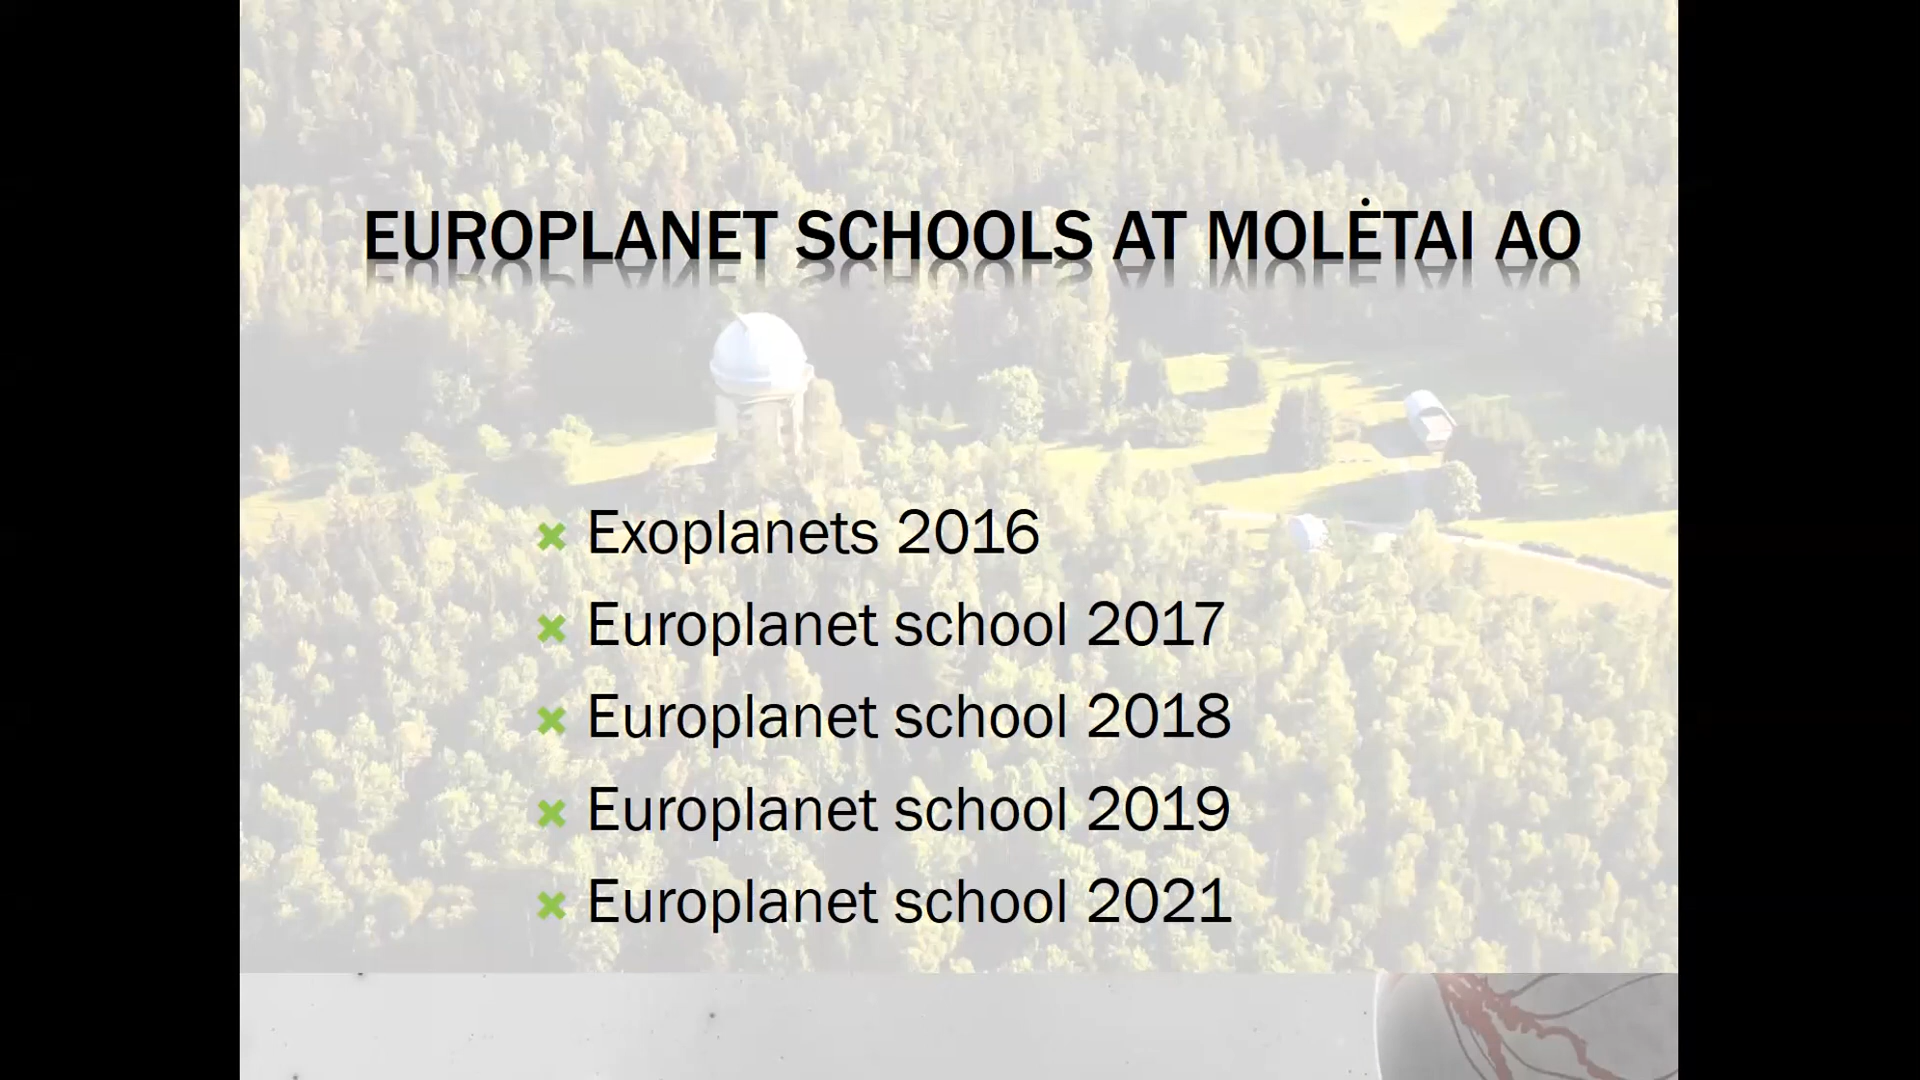 EUROPLANET SCHOOLS AT MOLĖTAI AO
Exoplanets 2016
Europlanet school 2017
Europlanet school 2018
Europlanet school 2019
Europlanet school 2021